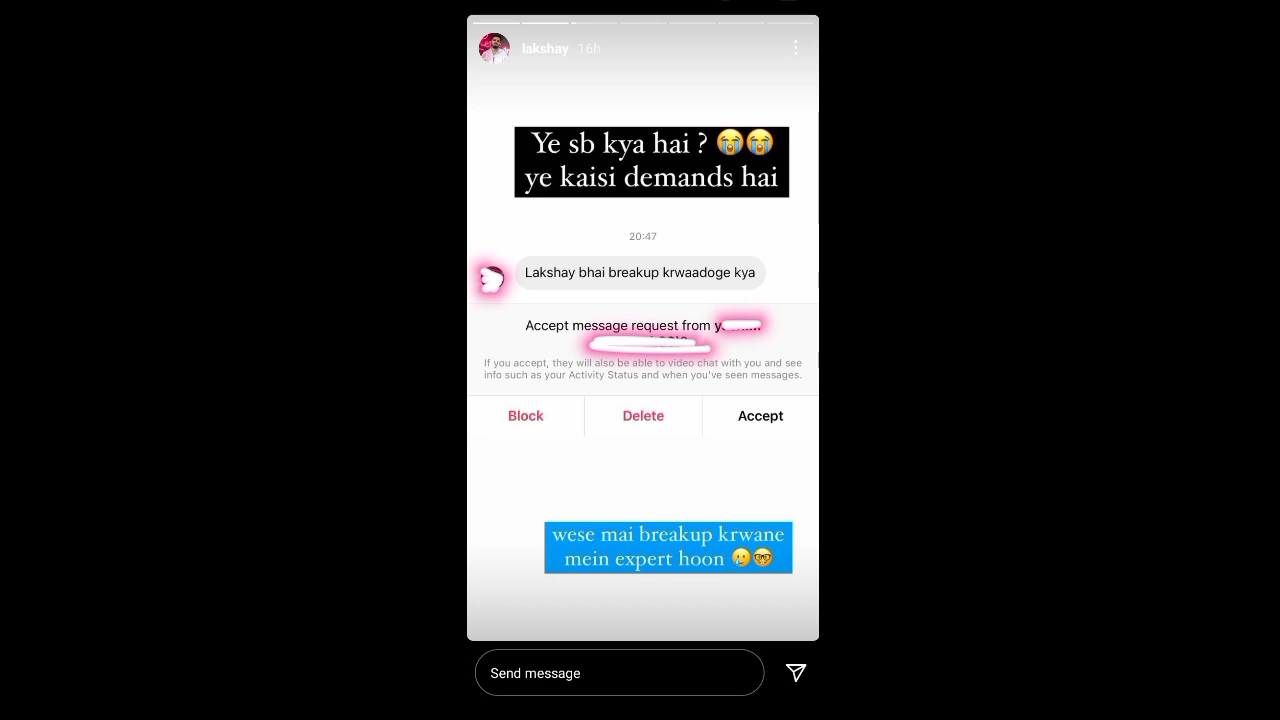 lakshay 16h
Ye sb kya hai ? 😭😭
ye kaisi demands hai
20:47
Lakshay bhai breakup krwaadoge kya
Accept message request from
If you accept, they will also be able to video chat with you and see
info such as your Activity Status and when you've seen messages.
Block Delete Accept
wese mai breakup krwane
mein expert hoon 🥲🤓
Send message